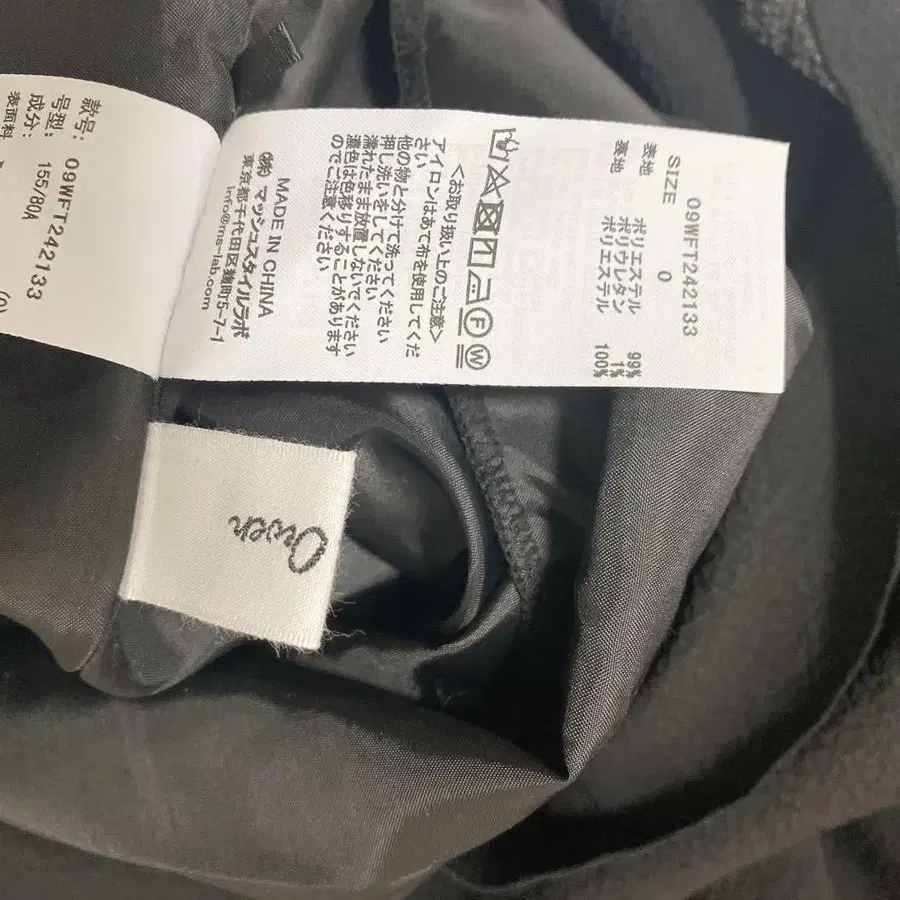 款号: 09WFT242133
号型: 155/80A
成分:
表面料
09WFT242133
SIZE 0
表地 ポリエステル 99%
ポリウレタン 1%
裏地 ポリエステル 100%
<お取り扱い上のご注意>
アイロンはあて布を使用してくだ
さい
他の物と分けて洗ってください
押し洗いをしてください
濡れたまま放置しないでください
濃色は色移りすることがあります
のでご注意ください
MADE IN CHINA
㈱マッシュスタイルラボ
東京都千代田区麹町5-7-1
info@ms-lab.com